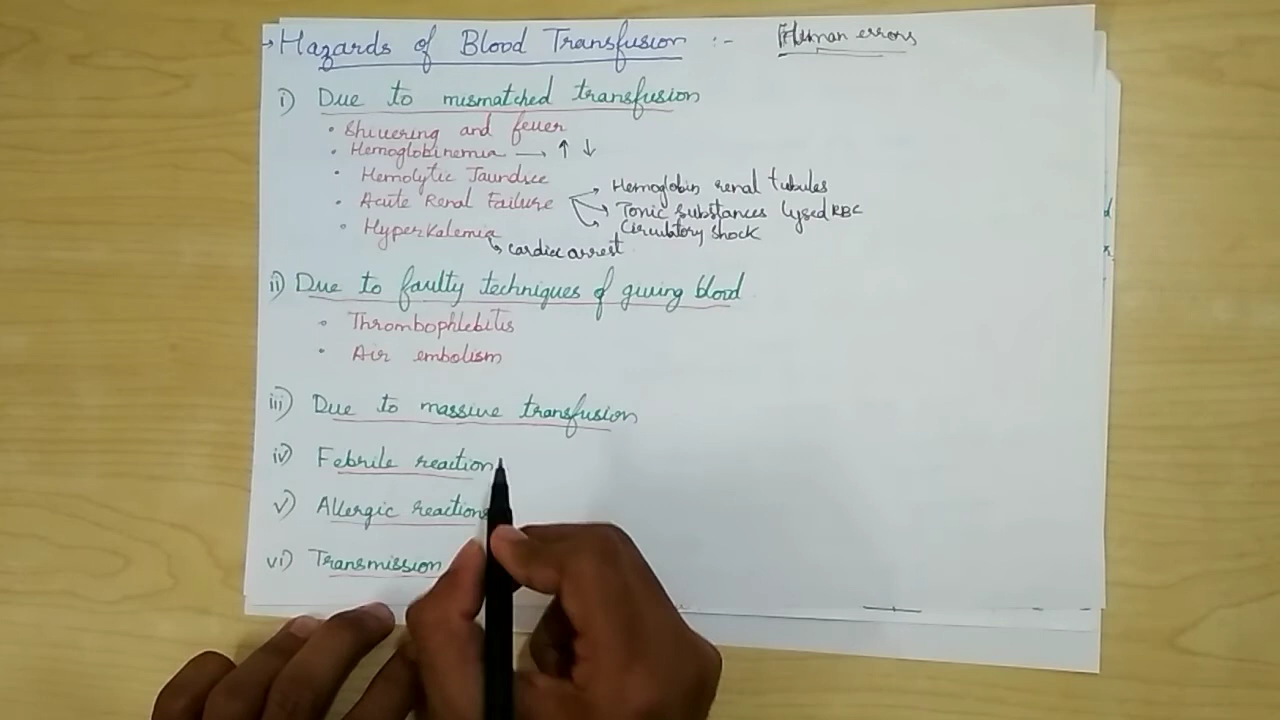 → Hazards of Blood Transfusion :- Human errors
i) Due to mismatched transfusion
• Shivering and fever
• Hemoglobinemia → ↑ ↓
• Hemolytic Jaundice
• Acute Renal Failure → Hemoglobin renal tubules
→ Toxic substances lysed RBC
→ Circulatory shock
• Hyperkalemia
↳ cardiac arrest
ii) Due to faulty techniques of giving blood
• Thrombophlebitis
• Air embolism
iii) Due to massive transfusion
iv) Febrile reaction
v) Allergic reactions
vi) Transmission